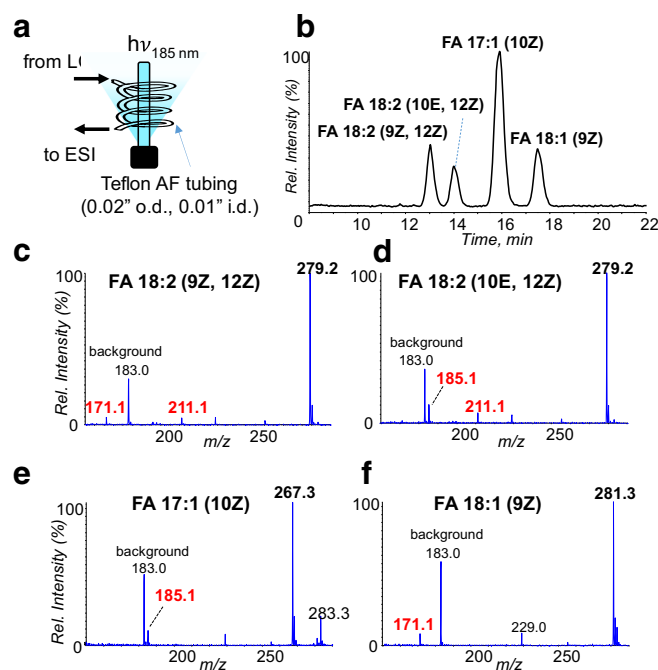 a
hν185 nm
from L
to ESI
Teflon AF tubing
(0.02” o.d., 0.01” i.d.)
b
Rel. Intensity (%)
100
0
FA 17:1 (10Z)
FA 18:2 (10E, 12Z)
FA 18:2 (9Z, 12Z)
FA 18:1 (9Z)
10 12 14 16 18 20 22
Time, min
c
Rel. Intensity (%)
100
0
FA 18:2 (9Z, 12Z)
279.2
background
183.0
171.1
211.1
200 250
m/z
d
100
0
FA 18:2 (10E, 12Z)
279.2
background
183.0
185.1
211.1
200 250
m/z
e
Rel. Intensity (%)
100
0
FA 17:1 (10Z)
267.3
background
183.0
185.1
283.3
200 250
m/z
f
100
0
FA 18:1 (9Z)
281.3
background
183.0
171.1
229.0
200 250
m/z